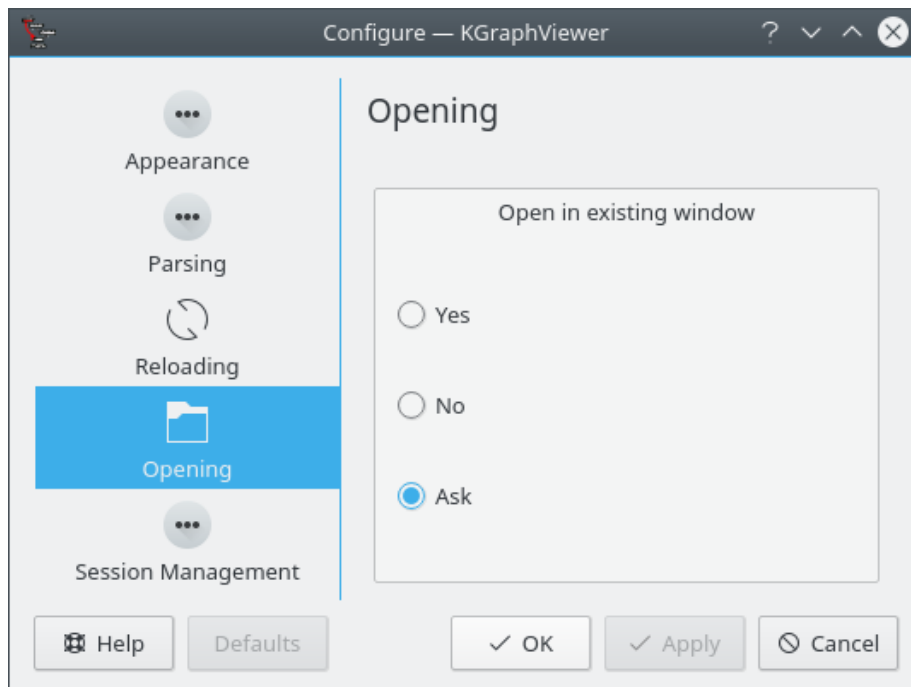 Configure — KGraphViewer
Appearance
Parsing
Reloading
Opening
Session Management
Opening
Open in existing window
Yes
No
Ask
Help
Defaults
OK
Apply
Cancel